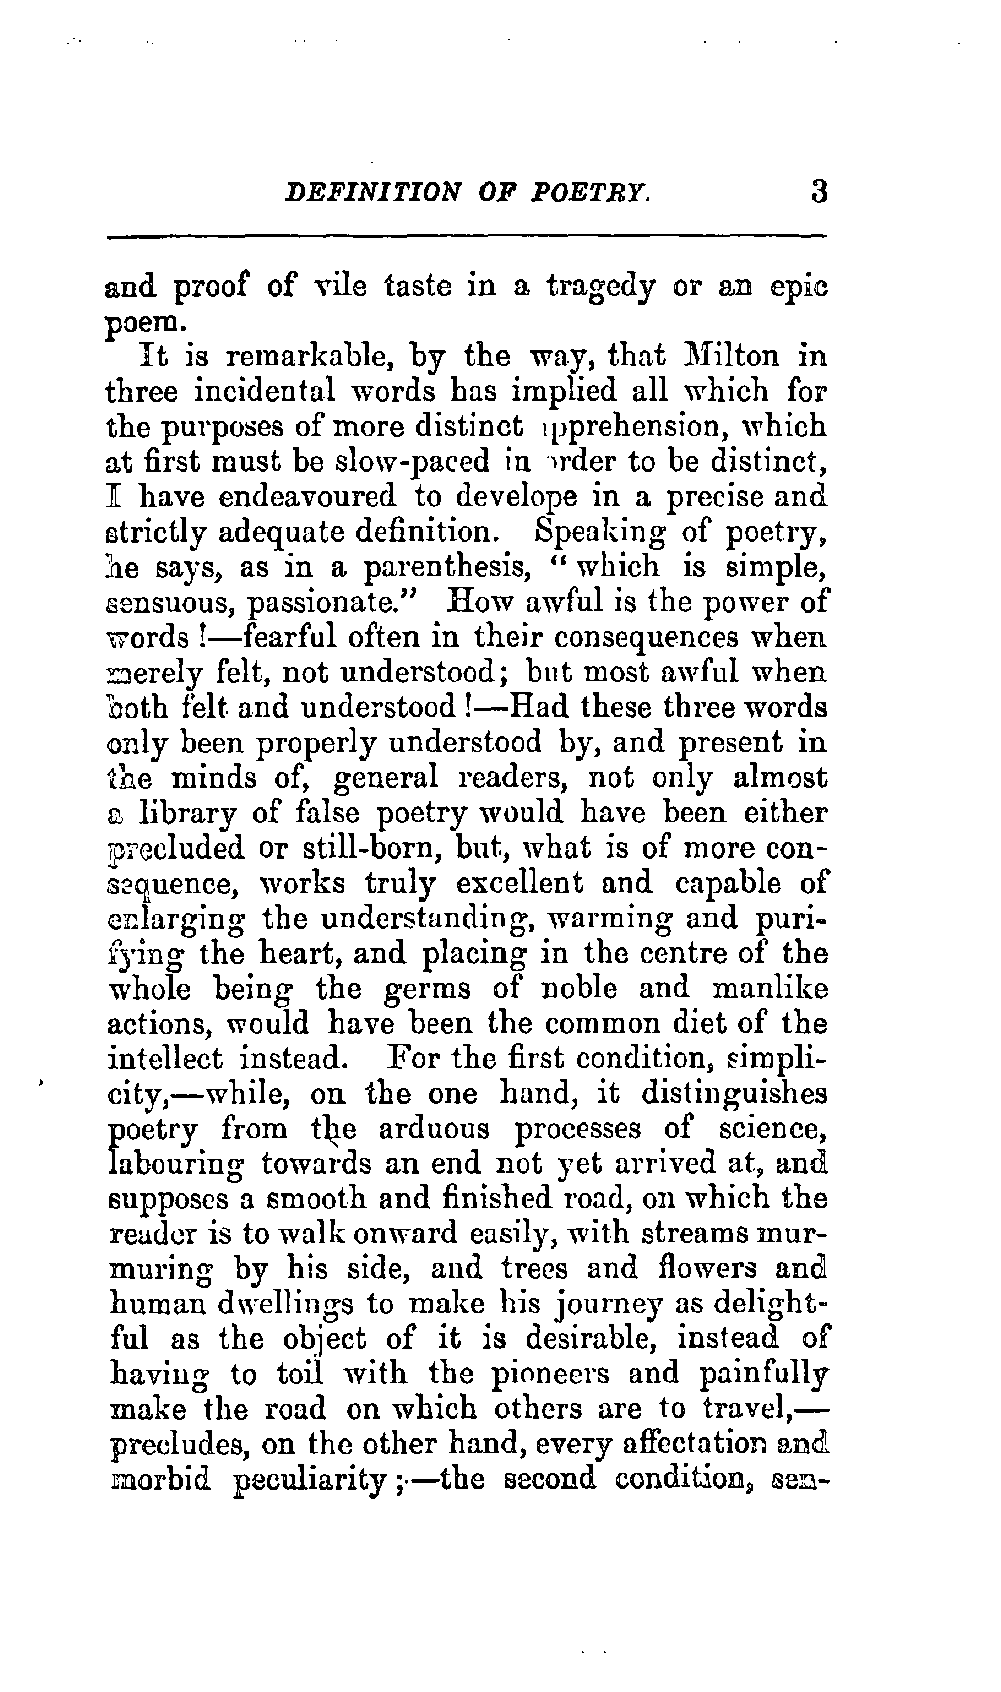 DEFINITION OF POETRY. 3
and proof of vile taste in a tragedy or an epic
poem.
It is remarkable, by the way, that Milton in
three incidental words has implied all which for
the purposes of more distinct apprehension, which
at first must be slow-paced in order to be distinct,
I have endeavoured to develope in a precise and
strictly adequate definition. Speaking of poetry,
he says, as in a parenthesis, “ which is simple,
sensuous, passionate.” How awful is the power of
words !—fearful often in their consequences when
merely felt, not understood; but most awful when
both felt and understood !—Had these three words
only been properly understood by, and present in
the minds of, general readers, not only almost
a library of false poetry would have been either
precluded or still-born, but, what is of more con-
sequence, works truly excellent and capable of
enlarging the understanding, warming and puri-
fying the heart, and placing in the centre of the
whole being the germs of noble and manlike
actions, would have been the common diet of the
intellect instead. For the first condition, simpli-
city,—while, on the one hand, it distinguishes
poetry from the arduous processes of science,
labouring towards an end not yet arrived at, and
supposes a smooth and finished road, on which the
reader is to walk onward easily, with streams mur-
muring by his side, and trees and flowers and
human dwellings to make his journey as delight-
ful as the object of it is desirable, instead of
having to toil with the pioneers and painfully
make the road on which others are to travel,—
precludes, on the other hand, every affectation and
morbid peculiarity ;—the second condition, sen-